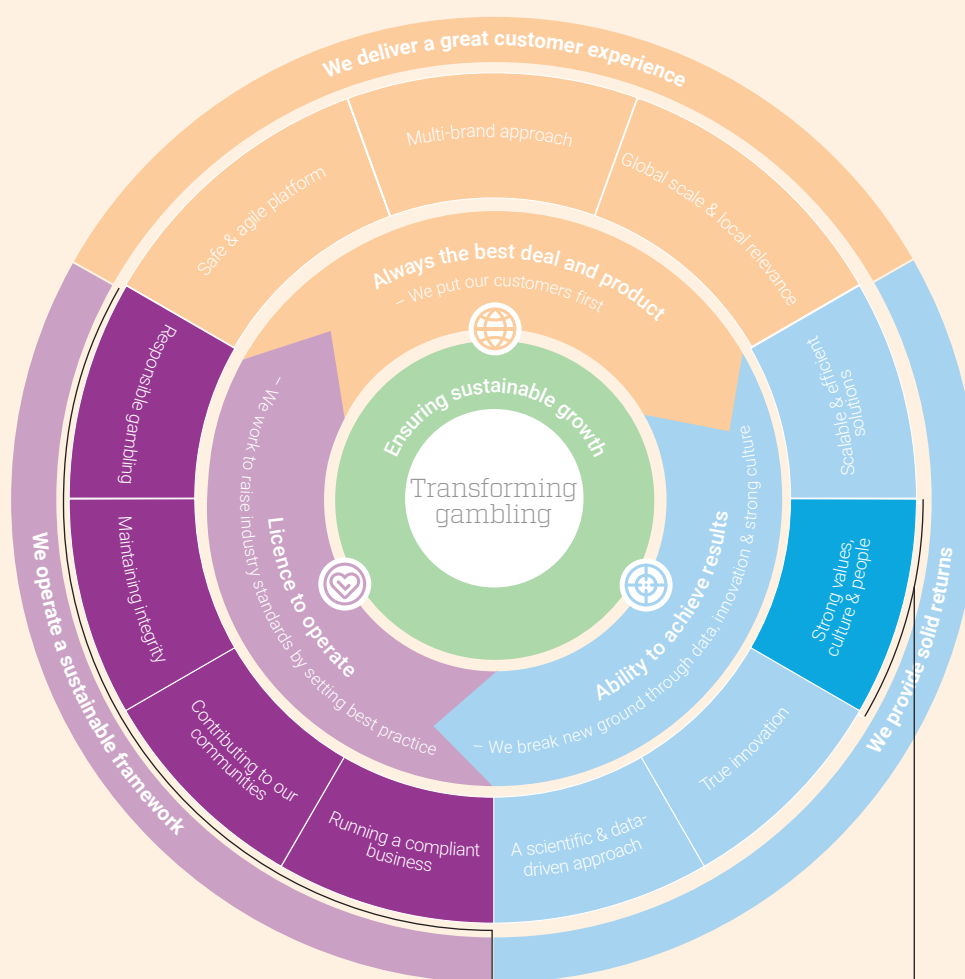 We deliver a great customer experience
Multi-brand approach
Safe & agile platform
Global scale & local relevance
Always the best deal and product
– We put our customers first
Ensuring sustainable growth
Transforming
gambling
Scalable & efficient
solutions
Strong values,
culture & people
True innovation
A scientific & data-
driven approach
Ability to achieve results
– We break new ground through data, innovation & strong culture
We provide solid returns
Responsible gambling
Maintaining integrity
Contributing to our
communities
Running a compliant
business
Licence to operate
– We work to raise industry standards by setting best practice
We operate a sustainable framework